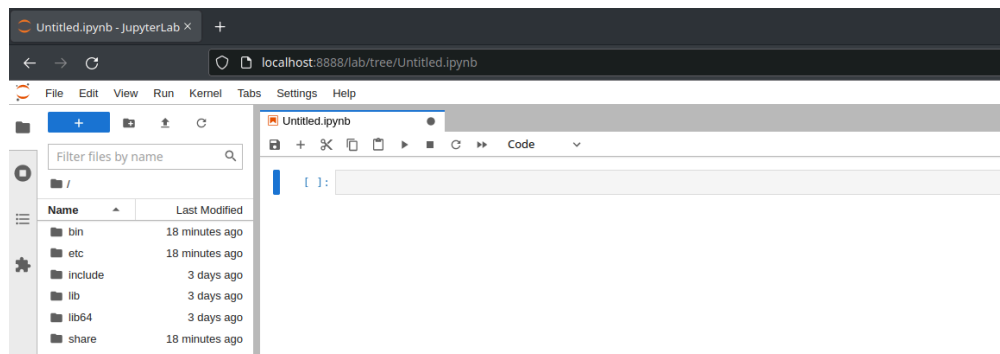 Untitled.ipynb - JupyterLab
localhost:8888/lab/tree/Untitled.ipynb
File Edit View Run Kernel Tabs Settings Help
Untitled.ipynb
Code
Filter files by name
[ ]:
/
Name Last Modified
bin 18 minutes ago
etc 18 minutes ago
include 3 days ago
lib 3 days ago
lib64 3 days ago
share 18 minutes ago